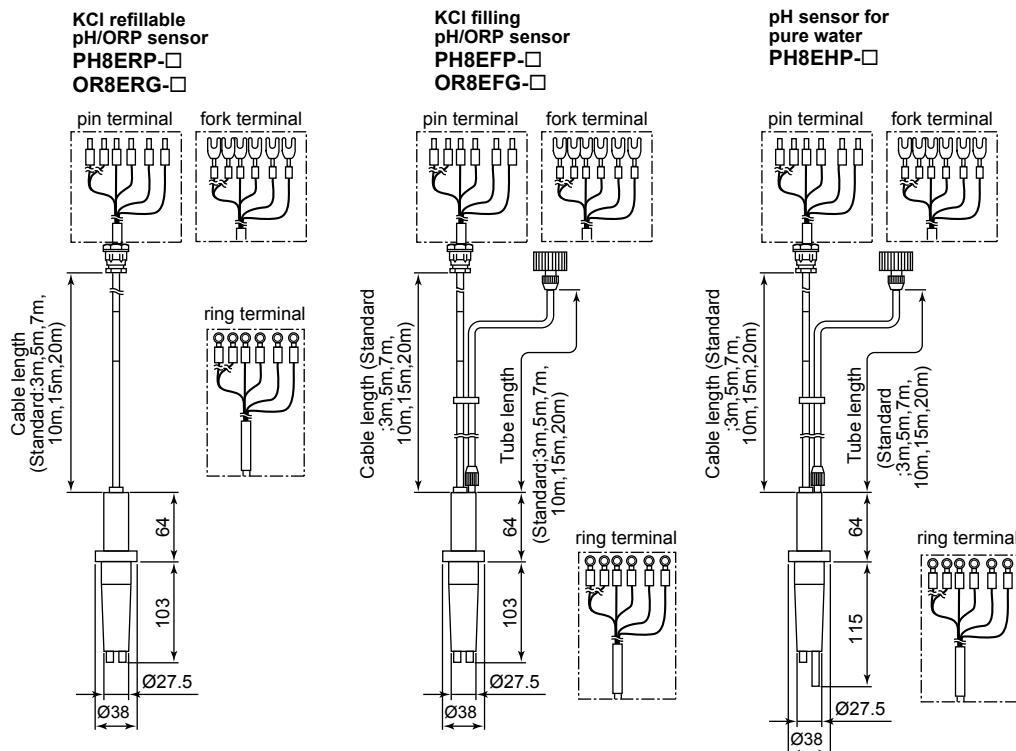 KCl refillable
pH/ORP sensor
PH8ERP-□
OR8ERG-□
pin terminal
fork terminal
ring terminal
Cable length
(Standard:3m,5m,7m,
10m,15m,20m)
64
103
Ø27.5
Ø38
KCl filling
pH/ORP sensor
PH8EFP-□
OR8EFG-□
pin terminal
fork terminal
Cable length (Standard
:3m,5m,7m,
10m,15m,20m)
Tube length
(Standard;3m,5m,7m,
10m,15m,20m)
64
103
ring terminal
Ø27.5
Ø38
pH sensor for
pure water
PH8EHP-□
pin terminal
fork terminal
Cable length (Standard
:3m,5m,7m,
10m,15m,20m)
Tube length
(Standard
:3m,5m,7m,
10m,15m,20m)
64
115
ring terminal
Ø27.5
Ø38